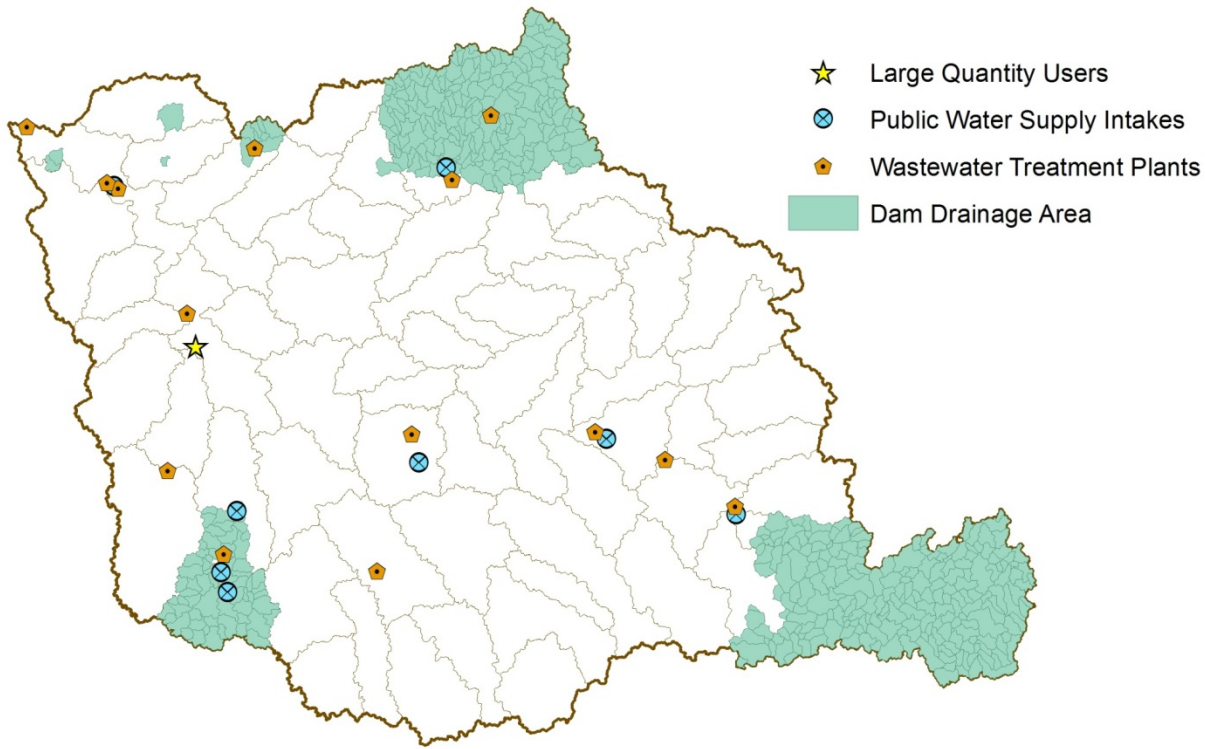 Large Quantity Users
Public Water Supply Intakes
Wastewater Treatment Plants
Dam Drainage Area